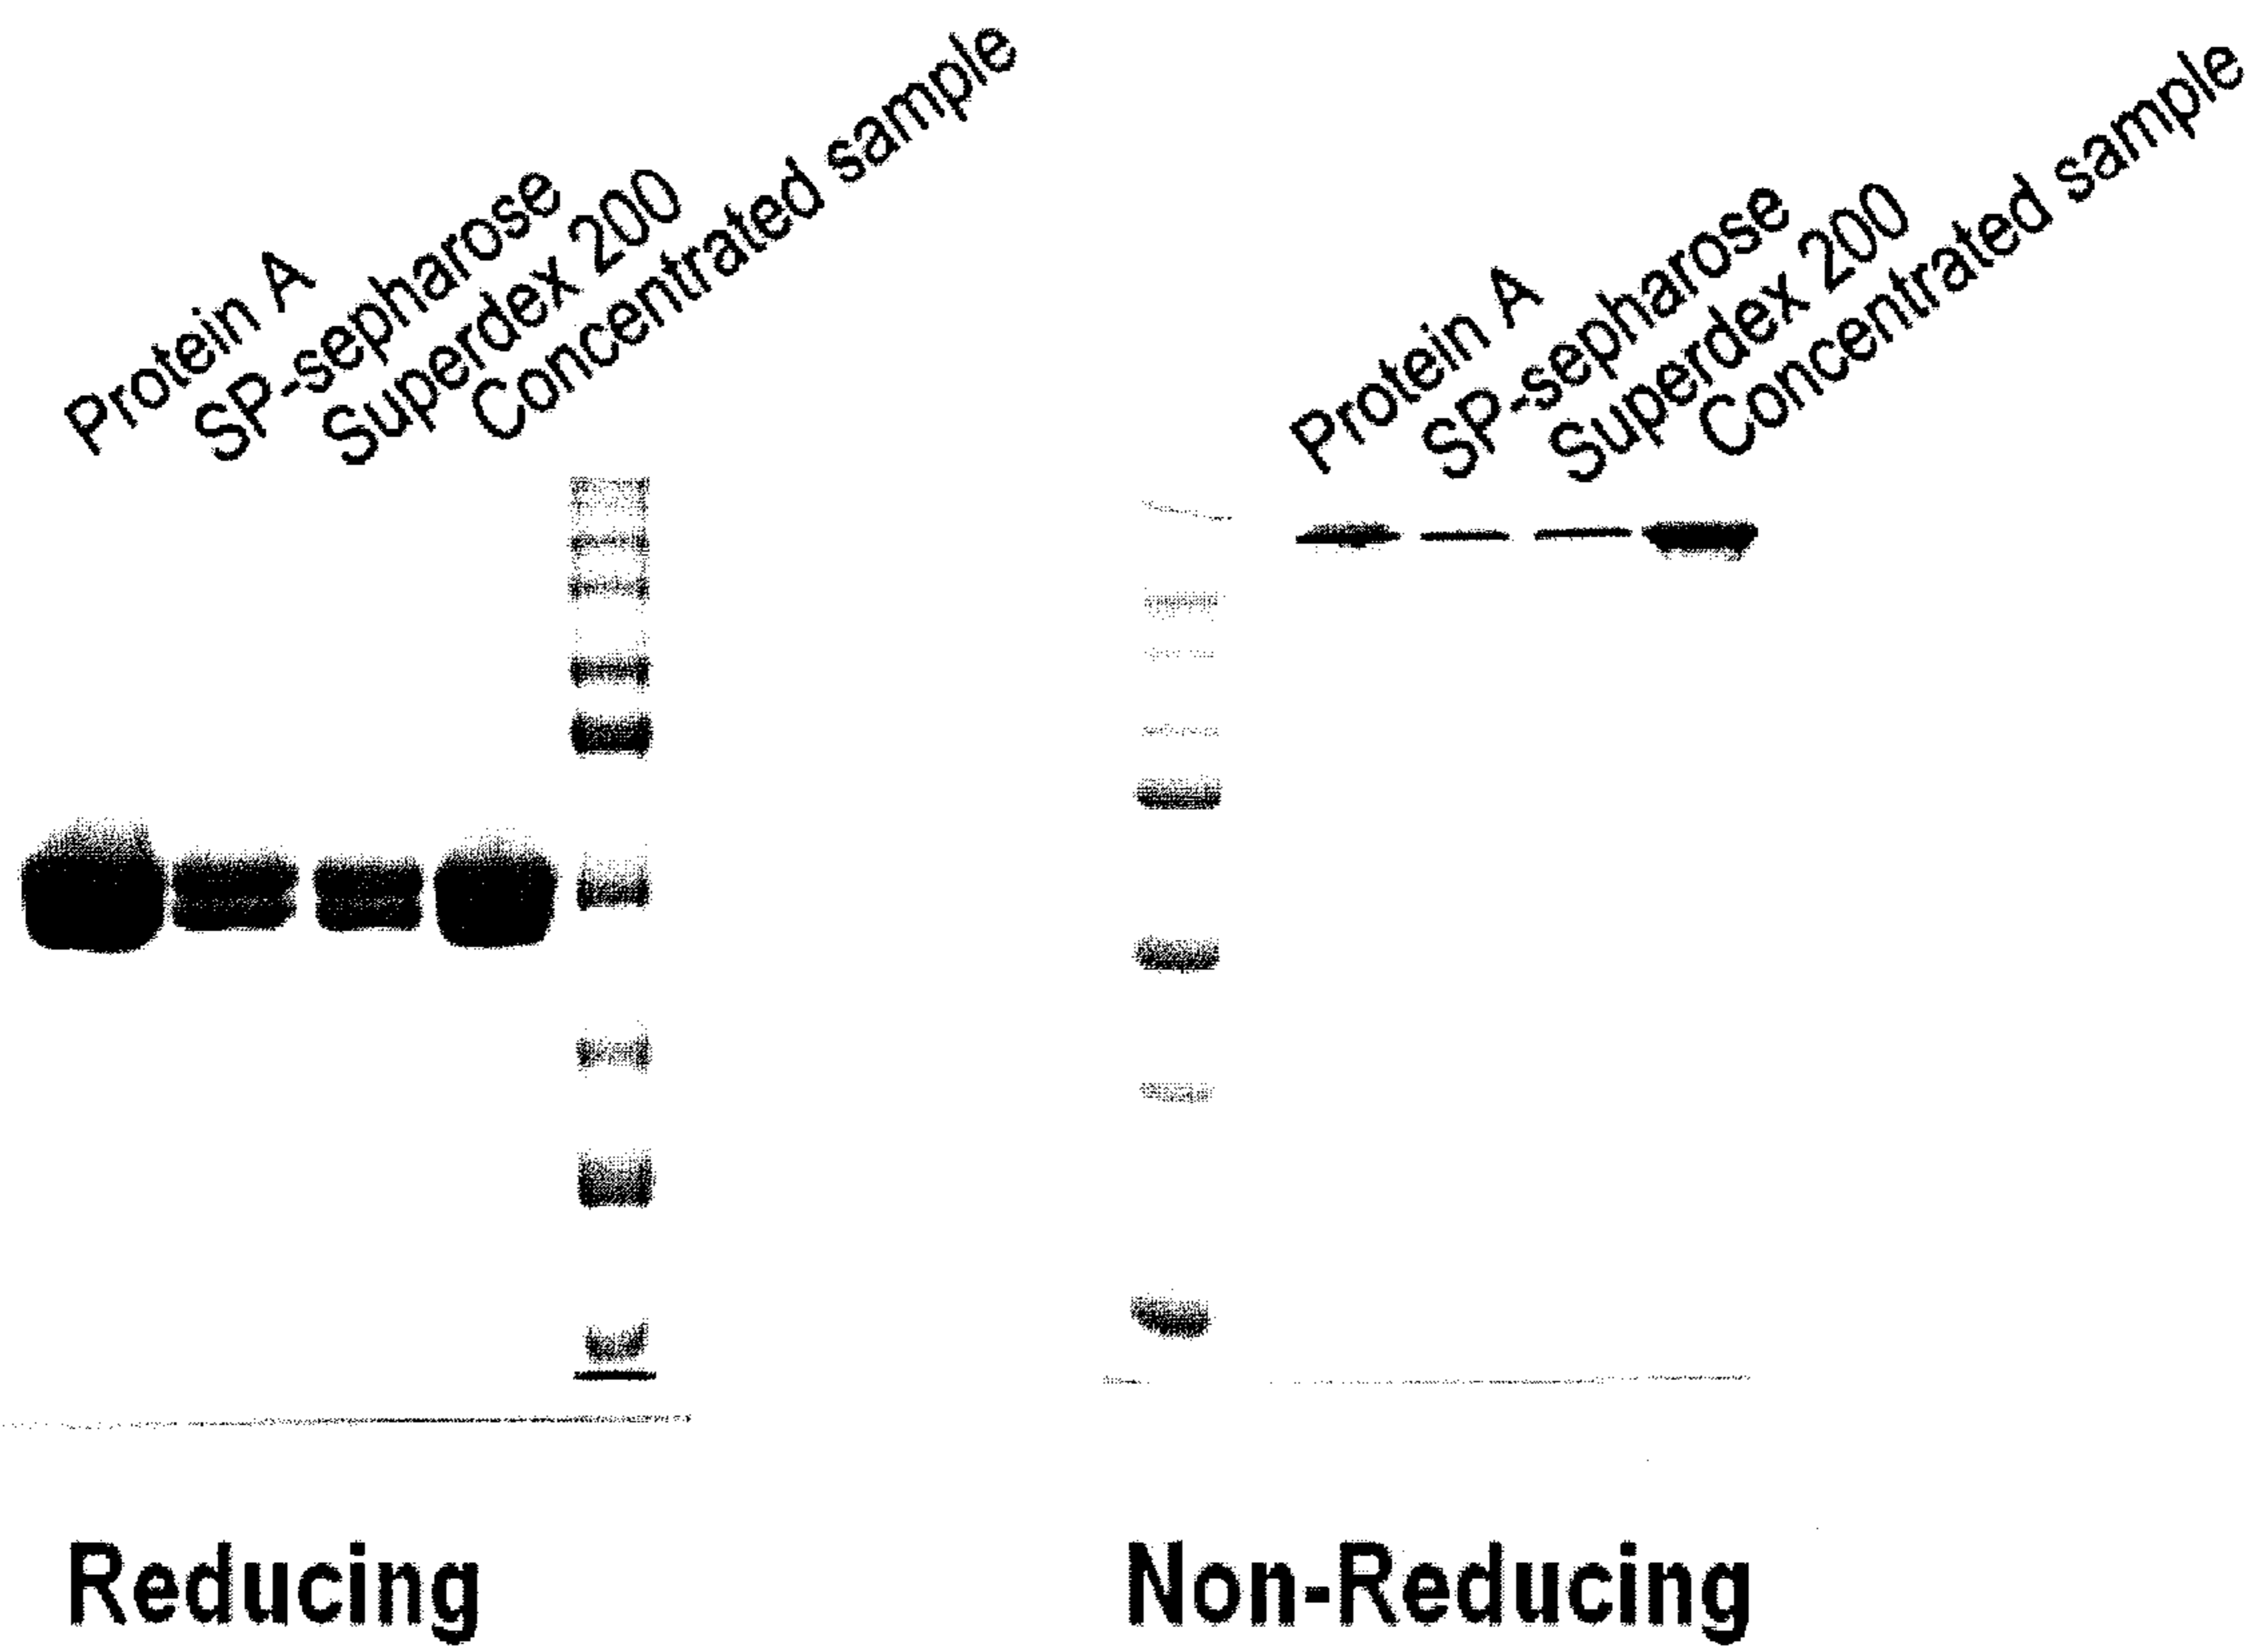 Protein A
SP-sepharose
Superdex 200
Concentrated sample
Protein A
SP-sepharose
Superdex 200
Concentrated sample
Reducing
Non-Reducing